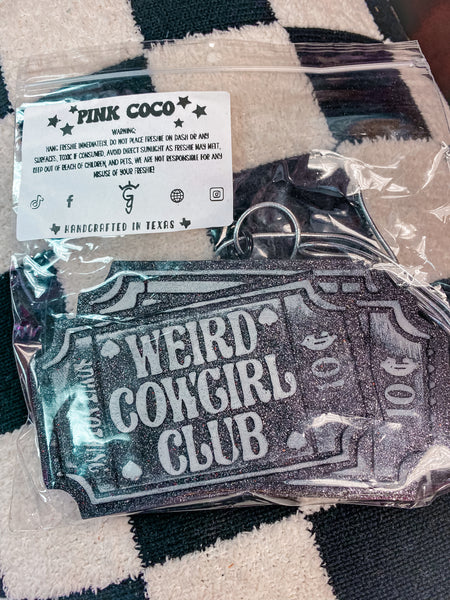 PINK COCO
WARNING:
HANG FRESHIE IMMEDIATELY, DO NOT PLACE FRESHIE ON DASH OR ANY
SURFACES, TOXIC IF CONSUMED, AVOID DIRECT SUNLIGHT AS FRESHIE MAY MELT,
KEEP OUT OF REACH OF CHILDREN, AND PETS, WE ARE NOT RESPONSIBLE FOR ANY
MISUSE OF YOUR FRESHIE!
HANDCRAFTED IN TEXAS
WEIRD
COWGIRL
CLUB
10¢
10¢